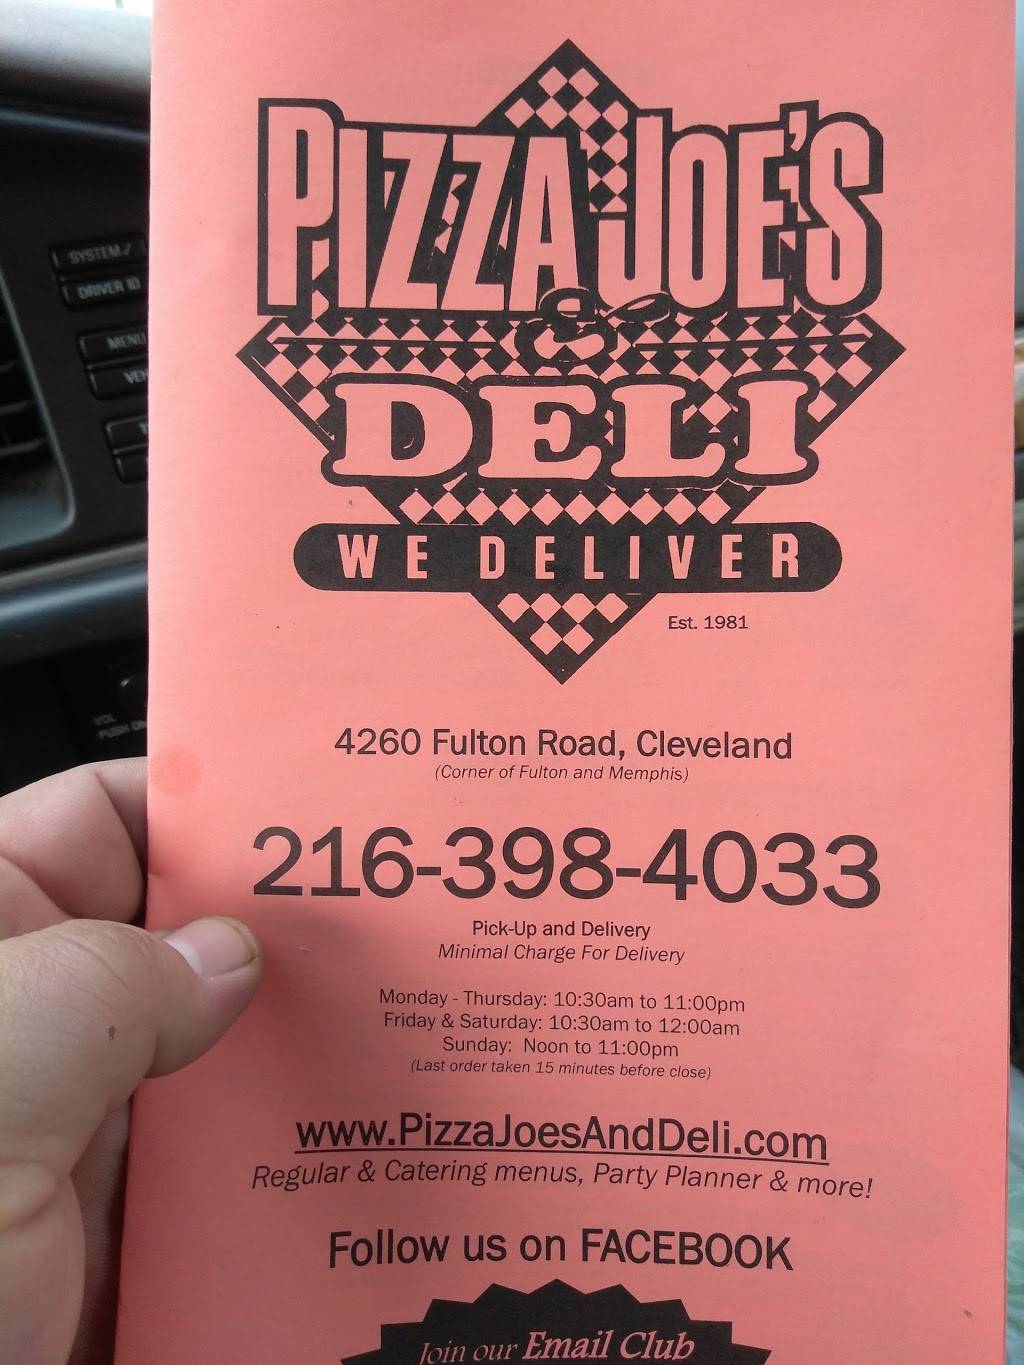 PIZZA JOE'S
&
DELI
WE DELIVER
Est. 1981
4260 Fulton Road, Cleveland
(Corner of Fulton and Memphis)
216-398-4033
Pick-Up and Delivery
Minimal Charge For Delivery
Monday - Thursday: 10:30am to 11:00pm
Friday & Saturday: 10:30am to 12:00am
Sunday: Noon to 11:00pm
(Last order taken 15 minutes before close)
www.PizzaJoesAndDeli.com
Regular & Catering menus, Party Planner & more!
Follow us on FACEBOOK
Join our Email Club
SYSTEM /
DRIVER ID
MENU
VOL
PUSH ON